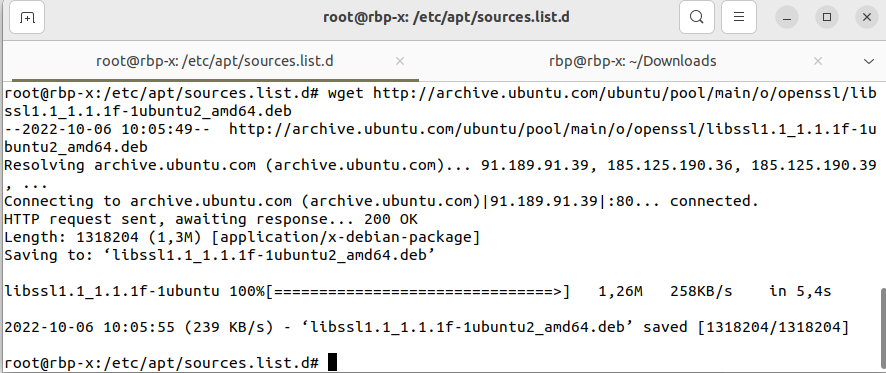 root@rbp-x: /etc/apt/sources.list.d
root@rbp-x: /etc/apt/sources.list.d
rbp@rbp-x: ~/Downloads
root@rbp-x:/etc/apt/sources.list.d# wget http://archive.ubuntu.com/ubuntu/pool/main/o/openssl/lib
ssl1.1_1.1.1f-1ubuntu2_amd64.deb
--2022-10-06 10:05:49--  http://archive.ubuntu.com/ubuntu/pool/main/o/openssl/libssl1.1_1.1.1f-1u
buntu2_amd64.deb
Resolving archive.ubuntu.com (archive.ubuntu.com)... 91.189.91.39, 185.125.190.36, 185.125.190.39
, ...
Connecting to archive.ubuntu.com (archive.ubuntu.com)|91.189.91.39|:80... connected.
HTTP request sent, awaiting response... 200 OK
Length: 1318204 (1,3M) [application/x-debian-package]
Saving to: ‘libssl1.1_1.1.1f-1ubuntu2_amd64.deb’
libssl1.1_1.1.1f-1ubuntu 100%[===============================>]   1,26M   258KB/s    in 5,4s
2022-10-06 10:05:55 (239 KB/s) - ‘libssl1.1_1.1.1f-1ubuntu2_amd64.deb’ saved [1318204/1318204]
root@rbp-x:/etc/apt/sources.list.d#